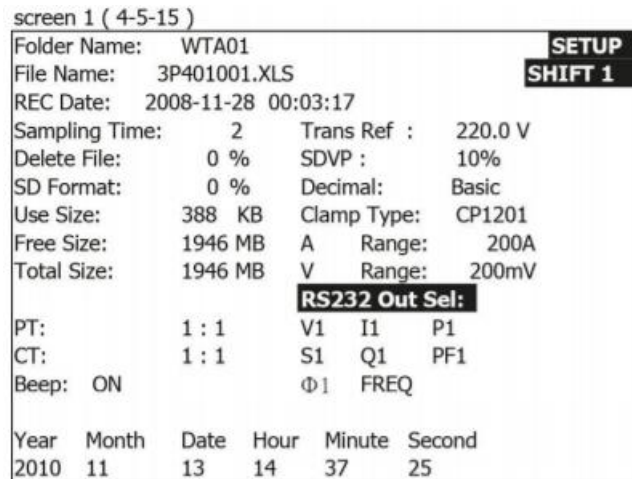 screen 1 ( 4-5-15 )
Folder Name: WTA01 SETUP
File Name: 3P401001.XLS SHIFT 1
REC Date: 2008-11-28 00:03:17
Sampling Time: 2 Trans Ref : 220.0 V
Delete File: 0 % SDVP : 10%
SD Format: 0 % Decimal: Basic
Use Size: 388 KB Clamp Type: CP1201
Free Size: 1946 MB A Range: 200A
Total Size: 1946 MB V Range: 200mV
RS232 Out Sel:
PT: 1 : 1 V1 I1 P1
CT: 1 : 1 S1 Q1 PF1
Beep: ON Φ1 FREQ
Year Month Date Hour Minute Second
2010 11 13 14 37 25